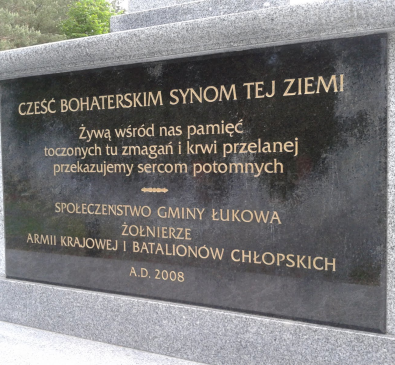 CZEŚĆ BOHATERSKIM SYNOM TEJ ZIEMI
Żywą wśród nas pamięć
toczonych tu zmagań i krwi przelanej
przekazujemy sercom potomnych
SPOŁECZEŃSTWO GMINY ŁUKOWA
ŻOŁNIERZE
ARMII KRAJOWEJ I BATALIONÓW CHŁOPSKICH
A.D. 2008